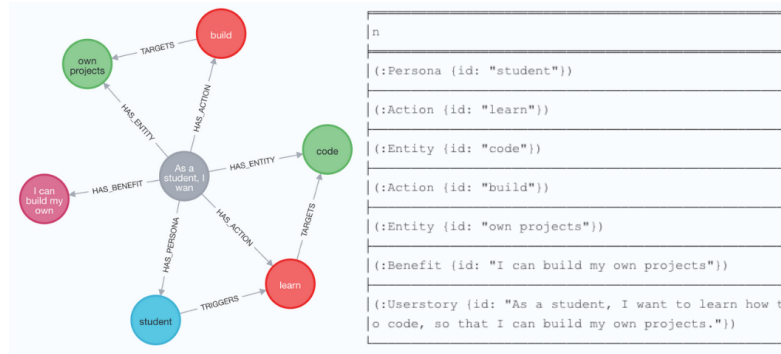 build
TARGETS
own
projects
HAS_ACTION
HAS_ENTITY
HAS_ENTITY
code
As a
student, I
wan
I can
build my
own
HAS_BENEFIT
HAS_PERSONA
HAS_ACTION
TARGETS
learn
TRIGGERS
student
n
(:Persona {id: "student"})
(:Action {id: "learn"})
(:Entity {id: "code"})
(:Action {id: "build"})
(:Entity {id: "own projects"})
(:Benefit {id: "I can build my own projects"})
(:Userstory {id: "As a student, I want to learn how t
o code, so that I can build my own projects."})